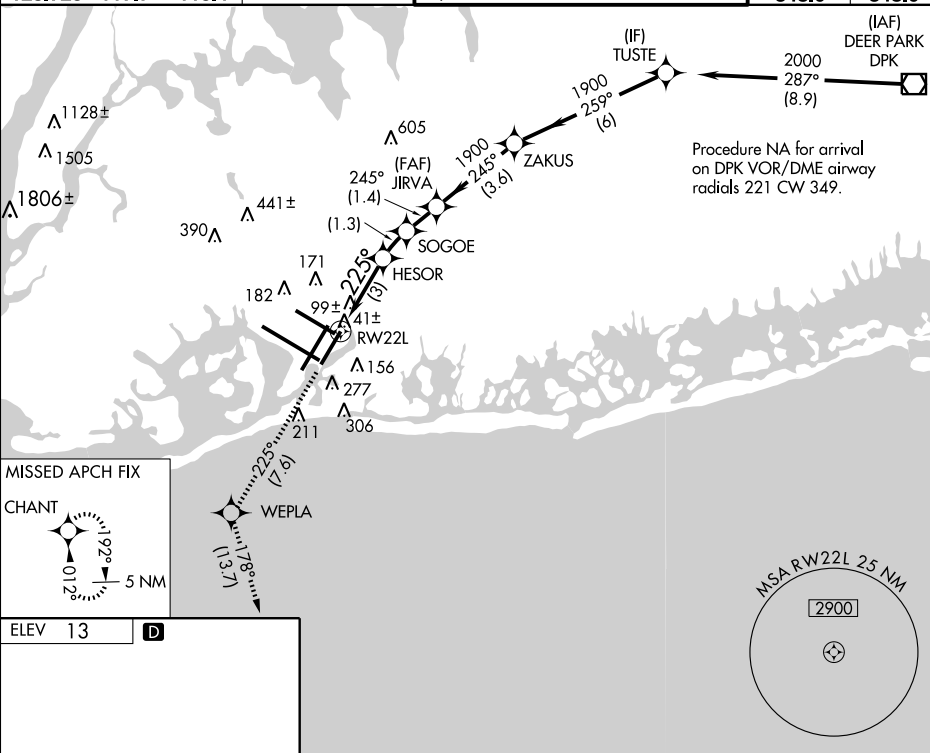 (IAF)
DEER PARK
DPK
(IF)
TUSTE
2000
287°
(8.9)
1900
259°
(6)
1128±
1505
1806±
605
ZAKUS
1900
245°
(3.6)
Procedure NA for arrival
on DPK VOR/DME airway
radials 221 CW 349.
(FAF)
JIRVA
245°
(1.4)
441±
390
(1.3)
SOGOE
HESOR
171
182
225°
(3)
99±
41±
RW22L
156
277
211
306
225°
(7.6)
WEPLA
178°
(13.7)
MISSED APCH FIX
CHANT
192°
012°
5 NM
ELEV 13
D
MSA RW22L 25 NM
2900